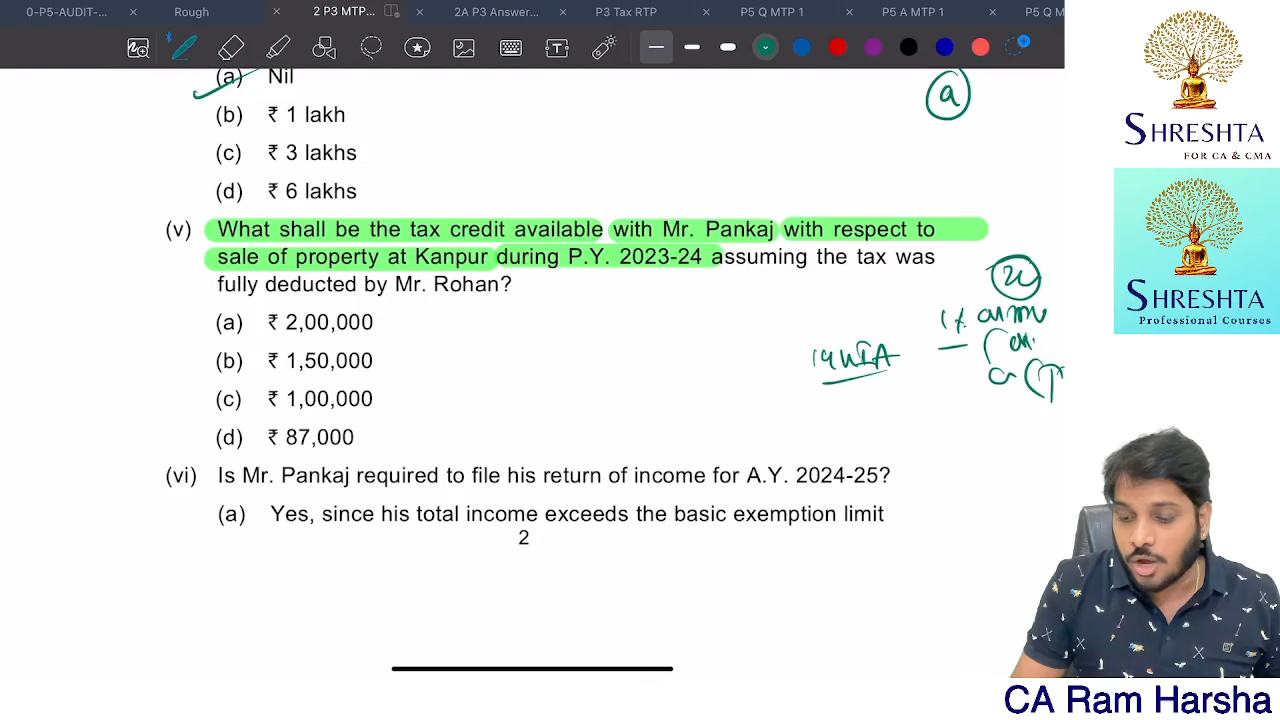 0-P5-AUDIT-... Rough 2 P3 MTP... 2A P3 Answer... P3 Tax RTP P5 Q MTP 1 P5 A MTP 1 P5 Q M
(a) Nil
(a)
(b) ₹ 1 lakh
(c) ₹ 3 lakhs
(d) ₹ 6 lakhs
(v) What shall be the tax credit available with Mr. Pankaj with respect to
sale of property at Kanpur during P.Y. 2023-24 assuming the tax was
fully deducted by Mr. Rohan?
(a) ₹ 2,00,000
(b) ₹ 1,50,000
(c) ₹ 1,00,000
(d) ₹ 87,000
194IA
1%
(vi) Is Mr. Pankaj required to file his return of income for A.Y. 2024-25?
(a) Yes, since his total income exceeds the basic exemption limit
2
SHRESHTA
FOR CA & CMA
SHRESHTA
Professional Courses
CA Ram Harsha